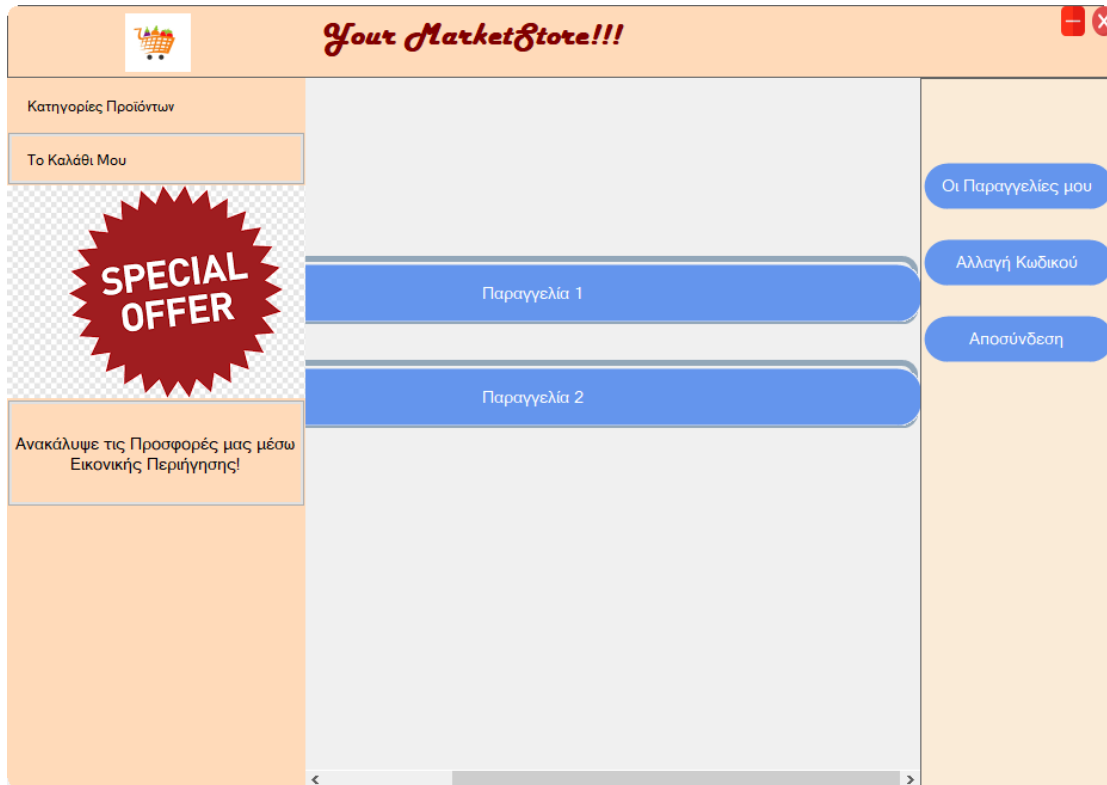 Your MarketStore!!!
Κατηγορίες Προϊόντων
Το Καλάθι Μου
SPECIAL
OFFER
Ανακάλυψε τις Προσφορές μας μέσω
Εικονικής Περιήγησης!
Παραγγελία 1
Παραγγελία 2
Οι Παραγγελίες μου
Αλλαγή Κωδικού
Αποσύνδεση